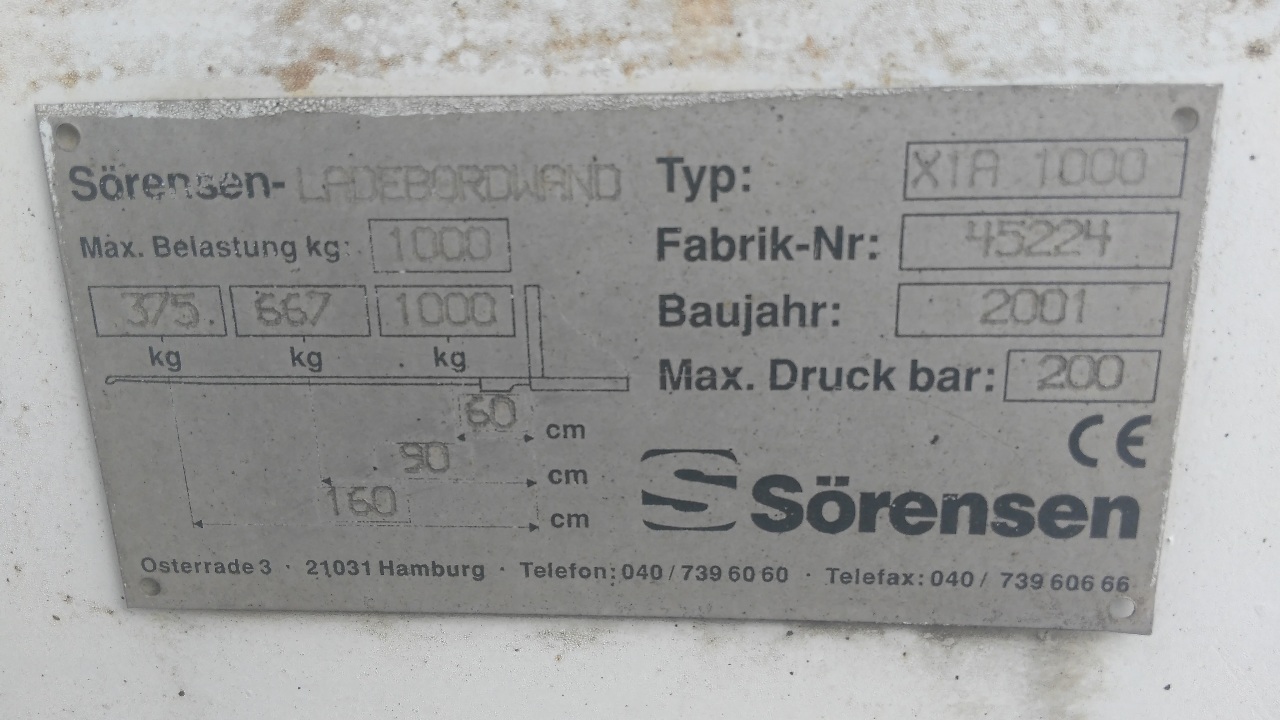 Sörensen- LADEBORDWAND
Max. Belastung kg: 1000
375. 667 1000
kg kg kg
60 cm
90 cm
160 cm
Typ: X1A 1000
Fabrik-Nr: 45224
Baujahr: 2001
Max. Druck bar: 200
CE
S Sörensen
Osterrade 3 · 21031 Hamburg · Telefon: 040 / 739 60 60 · Telefax: 040 / 739 606 66